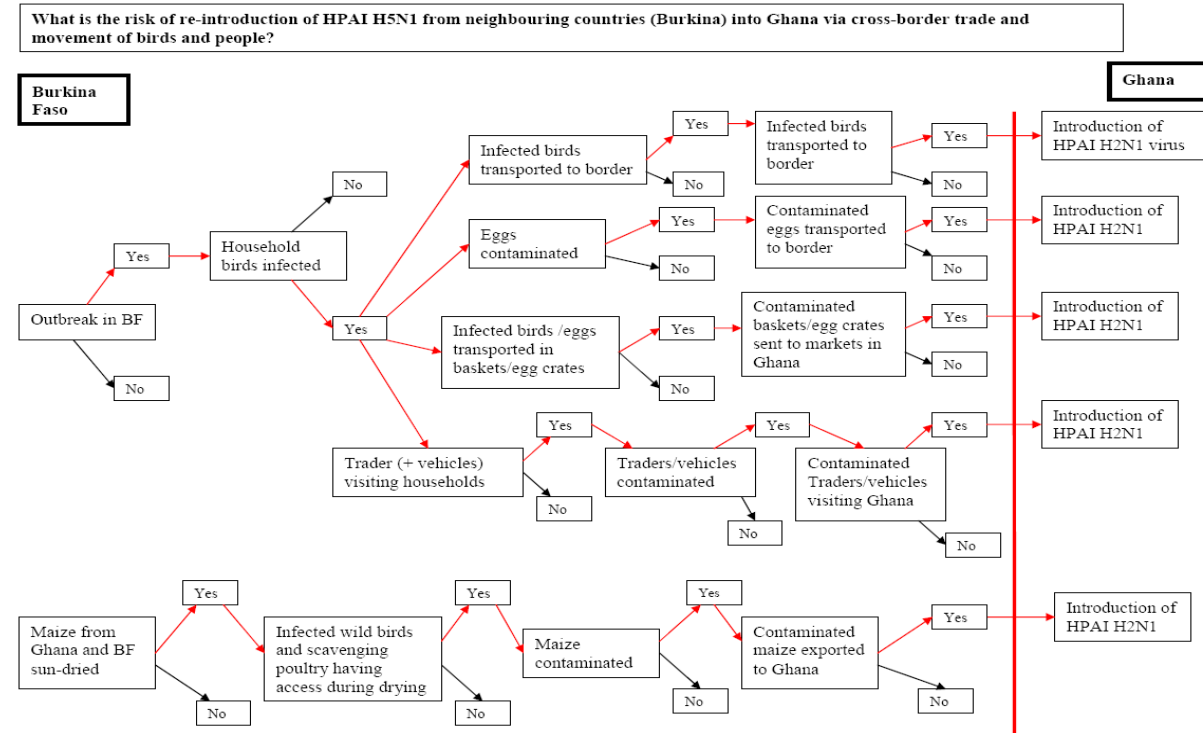 What is the risk of re-introduction of HPAI H5N1 from neighbouring countries (Burkina) into Ghana via cross-border trade and
movement of birds and people?
Burkina
Faso
Ghana
Yes
Infected birds
transported to
border
Yes
Introduction of
HPAI H2N1 virus
Infected birds
transported to border
No
No
No
Yes
Contaminated
eggs transported
to border
Yes
Introduction of
HPAI H2N1
Eggs
contaminated
No
No
Yes
Household
birds infected
Outbreak in BF
No
Yes
Infected birds /eggs
transported in
baskets/egg crates
Yes
No
Contaminated
baskets/egg crates
sent to markets in
Ghana
Yes
No
Introduction of
HPAI H2N1
Trader (+ vehicles)
visiting households
Yes
No
Traders/vehicles
contaminated
Yes
No
Contaminated
Traders/vehicles
visiting Ghana
Yes
No
Introduction of
HPAI H2N1
Maize from
Ghana and BF
sun-dried
Yes
No
Infected wild birds
and scavenging
poultry having
access during drying
Yes
No
Maize
contaminated
Yes
No
Contaminated
maize exported
to Ghana
Yes
No
Introduction of
HPAI H2N1